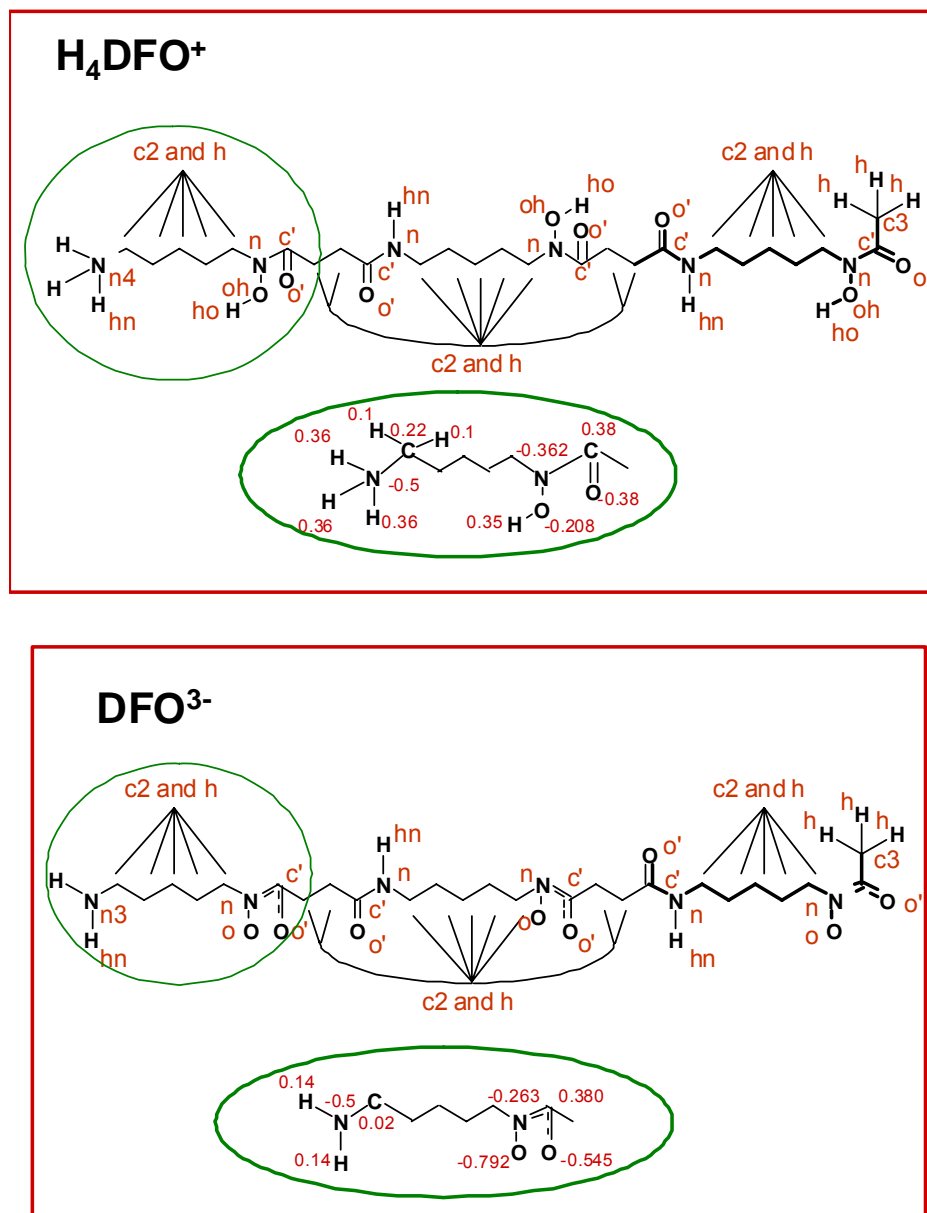 H4DFO+
c2 and h
c2 and h
h H h
H H
c3
hn
H
ho
oh O H
o'
o'
O
O
H
H N n4
H
hn
n
N
c'
O
o'
oh
O
H
ho
N n
c'
O
o'
n
N
c'
c'
N n
H
hn
c'
N n
O
o
H O
oh
ho
c2 and h
0.1
H 0.22 H 0.1
C
0.36
H
N -0.5
H
H
0.36
0.36
-0.362
N
0.38
C
O
-0.38
0.35 H O
-0.208
DFO3-
c2 and h
c2 and h
h H h
H H
c3
hn
H
o'
O
H
N n3
H
hn
n N
c'
O O
o o'
N n
c'
O
o'
n
N
O
o
c'
O
o'
c'
N n
H
hn
n N
O
o
O
o'
c2 and h
0.14
H
-0.5 C
N 0.02
0.14 H
-0.263 0.380
N
-0.792 O O -0.545